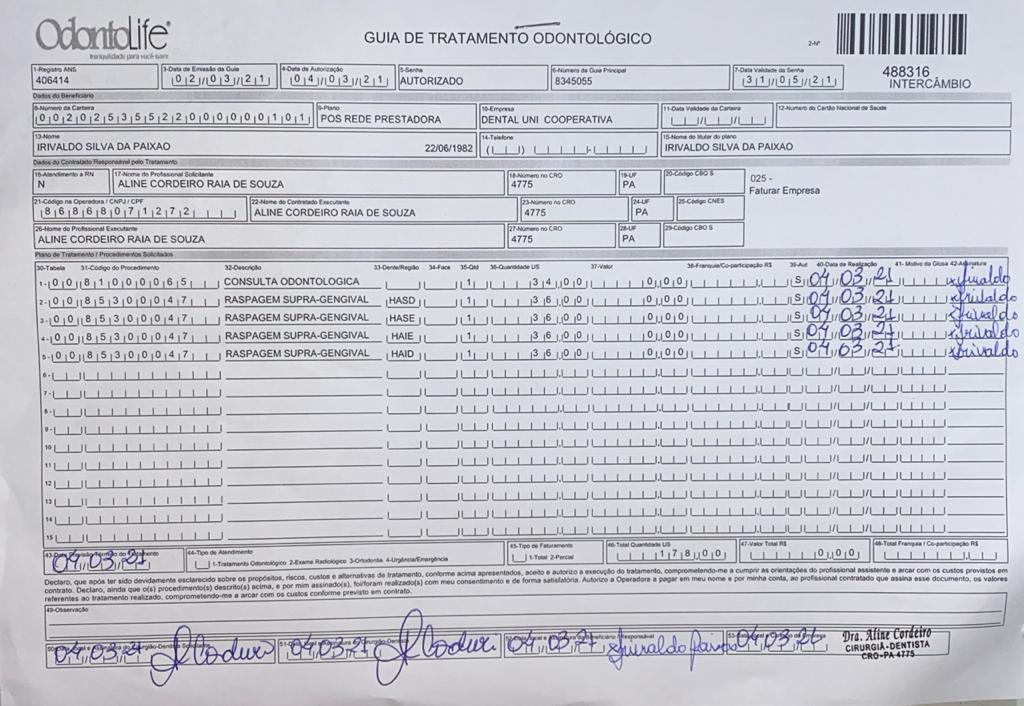 OdontoLife®
tranquilidade para você sorrir
GUIA DE TRATAMENTO ODONTOLÓGICO
2-Nº
488316
INTERCÂMBIO
1-Registro ANS
406414
3-Data de Emissão da Guia
02/03/21
4-Data de Autorização
04/03/21
5-Senha
AUTORIZADO
6-Número da Guia Principal
8345055
7-Data Validade da Senha
31/05/21
Dados do Beneficiário
8-Número da Carteira
00202535522000000101
9-Plano
POS REDE PRESTADORA
10-Empresa
DENTAL UNI COOPERATIVA
11-Data Validade da Carteira
12-Número do Cartão Nacional de Saúde
13-Nome
IRIVALDO SILVA DA PAIXAO 22/06/1982
14-Telefone
15-Nome do titular do plano
IRIVALDO SILVA DA PAIXAO
Dados do Contratado Responsável pelo Tratamento
16-Atendimento a RN
N
17-Nome do Profissional Solicitante
ALINE CORDEIRO RAIA DE SOUZA
18-Número no CRO
4775
19-UF
PA
20-Código CBO S
025 -
Faturar Empresa
21-Código na Operadora / CNPJ / CPF
86868071272
22-Nome do Contratado Executante
ALINE CORDEIRO RAIA DE SOUZA
23-Número no CRO
4775
24-UF
PA
25-Código CNES
26-Nome do Profissional Executante
ALINE CORDEIRO RAIA DE SOUZA
27-Número no CRO
4775
28-UF
PA
29-Código CBO S
Plano de Tratamento / Procedimentos Solicitados
30-Tabela 31-Código do Procedimento 32-Descrição 33-Dente/Região 34-Face 35-Qtd 36-Quantidade US 37-Valor 38-Franquia/Co-participação R$ 39-Aut 40-Data de Realização 41- Motivo da Glosa 42-Assinatura
1- 00 81000065 CONSULTA ODONTOLOGICA 1 34,00 0,00 S 04 03 21 Irivaldo
2- 00 85300047 RASPAGEM SUPRA-GENGIVAL HASD 1 36,00 0,00 S 04 03 21 Irivaldo
3- 00 85300047 RASPAGEM SUPRA-GENGIVAL HASE 1 36,00 0,00 S 04 03 21 Irivaldo
4- 00 85300047 RASPAGEM SUPRA-GENGIVAL HAIE 1 36,00 0,00 S 04 03 21 Irivaldo
5- 00 85300047 RASPAGEM SUPRA-GENGIVAL HAID 1 36,00 0,00 S 04 03 21 Irivaldo
6-
7-
8-
9-
10
11
12
13
14
15
04 03 21
44-Tipo de Atendimento
1-Tratamento Odontológico 2-Exame Radiológico 3-Ortodontia 4-Urgência/Emergência
45-Tipo de Faturamento
1-Total 2-Parcial
46-Total Quantidade US
178,00
47-Valor Total R$
0,00
48-Total Franquia / Co-participação R$
Declaro, que após ter sido devidamente esclarecido sobre os propósitos, riscos, custos e alternativas de tratamento, conforme acima apresentados, aceito e autorizo a execução do tratamento, comprometendo-me a cumprir as orientações do profissional assistente e arcar com os custos previstos em
contrato. Declaro, ainda que o(s) procedimento(s) descrito(s) acima, e por mim assinado(s), foi/foram realizado(s) com meu consentimento e de forma satisfatória. Autorizo a Operadora a pagar em meu nome e por minha conta, ao profissional contratado que assina esse documento, os valores
referentes ao tratamento realizado, comprometendo-me a arcar com os custos conforme previsto em contrato.
49-Observação
04 03 21
04 03 21
04 03 21 Irivaldo Paixao
04 03 21
Dra. Aline Cordeiro
CIRURGIÃ-DENTISTA
CRO-PA 4775